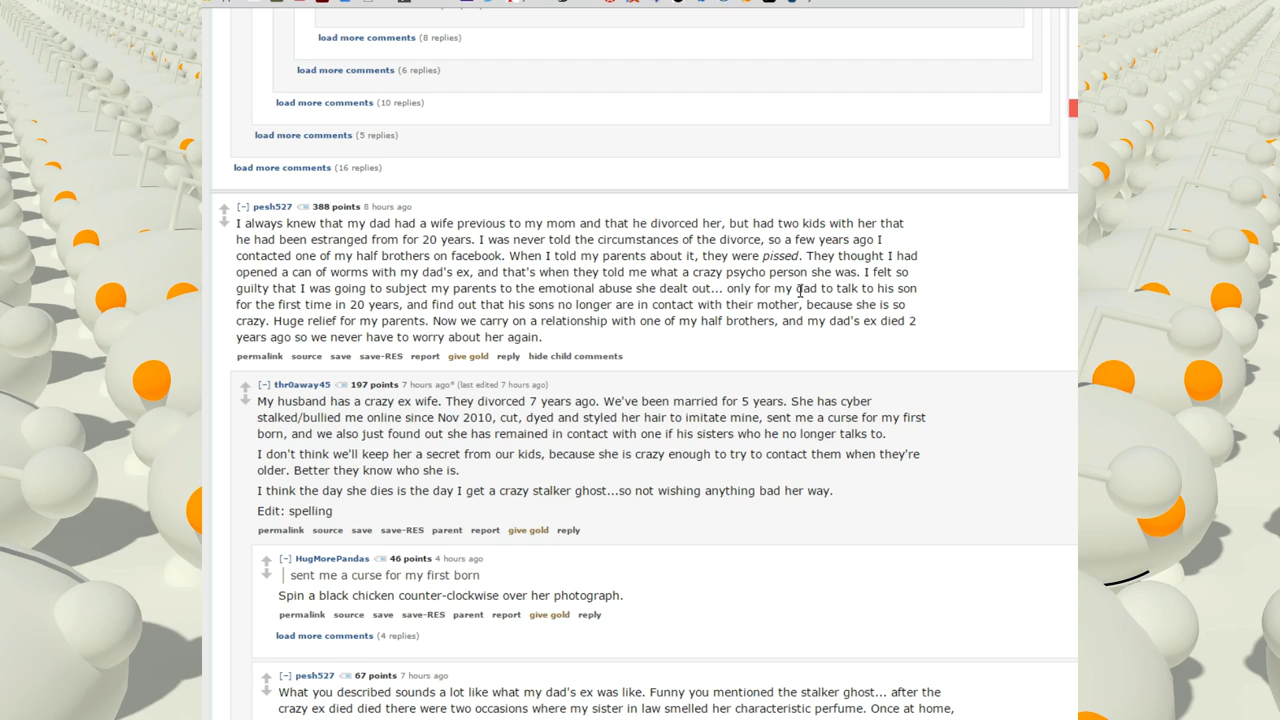 load more comments (8 replies)
load more comments (6 replies)
load more comments (10 replies)
load more comments (5 replies)
load more comments (16 replies)
[-] pesh527 388 points 8 hours ago
I always knew that my dad had a wife previous to my mom and that he divorced her, but had two kids with her that
he had been estranged from for 20 years. I was never told the circumstances of the divorce, so a few years ago I
contacted one of my half brothers on facebook. When I told my parents about it, they were pissed. They thought I had
opened a can of worms with my dad's ex, and that's when they told me what a crazy psycho person she was. I felt so
guilty that I was going to subject my parents to the emotional abuse she dealt out... only for my dad to talk to his son
for the first time in 20 years, and find out that his sons no longer are in contact with their mother, because she is so
crazy. Huge relief for my parents. Now we carry on a relationship with one of my half brothers, and my dad's ex died 2
years ago so we never have to worry about her again.
permalink source save save-RES report give gold reply hide child comments
[-] thr0away45 197 points 7 hours ago* (last edited 7 hours ago)
My husband has a crazy ex wife. They divorced 7 years ago. We've been married for 5 years. She has cyber
stalked/bullied me online since Nov 2010, cut, dyed and styled her hair to imitate mine, sent me a curse for my first
born, and we also just found out she has remained in contact with one if his sisters who he no longer talks to.
I don't think we'll keep her a secret from our kids, because she is crazy enough to try to contact them when they're
older. Better they know who she is.
I think the day she dies is the day I get a crazy stalker ghost...so not wishing anything bad her way.
Edit: spelling
permalink source save save-RES parent report give gold reply
[-] HugMorePandas 46 points 4 hours ago
sent me a curse for my first born
Spin a black chicken counter-clockwise over her photograph.
permalink source save save-RES parent report give gold reply
load more comments (4 replies)
[-] pesh527 67 points 7 hours ago
What you described sounds a lot like what my dad's ex was like. Funny you mentioned the stalker ghost... after the
crazy ex died died there were two occasions where my sister in law smelled her characteristic perfume. Once at home,